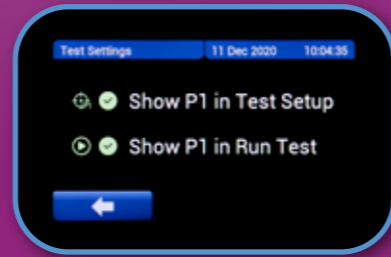 Test Settings 11 Dec 2020 10:04:35
Show P1 in Test Setup
Show P1 in Run Test